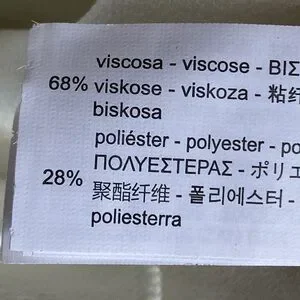 viscosa - viscose - ΒΙΣ
68% viskose - viskoza - 粘纤
biskosa
poliéster - polyester - po
ΠΟΛΥΕΣΤΕΡΑΣ - ポリエ
28% 聚酯纤维 - 폴리에스터 -
poliesterra